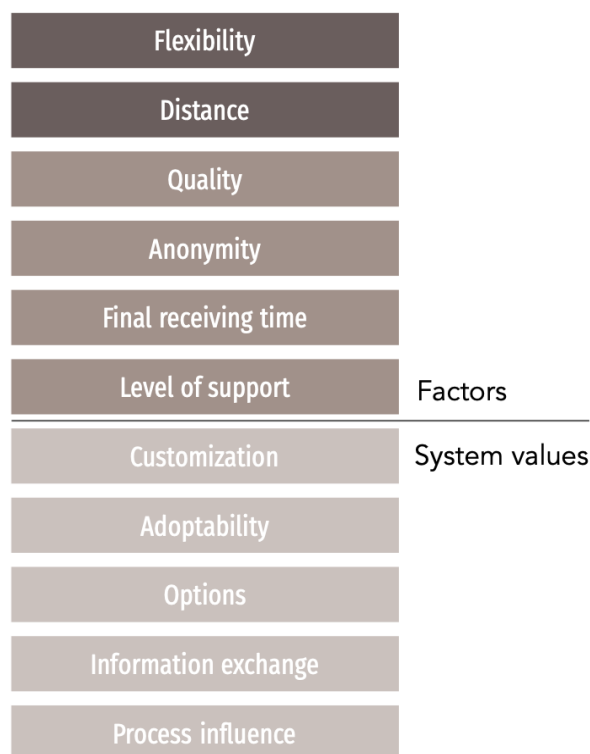 Flexibility
Distance
Quality
Anonymity
Final receiving time
Level of support
Factors
Customization
System values
Adoptability
Options
Information exchange
Process influence